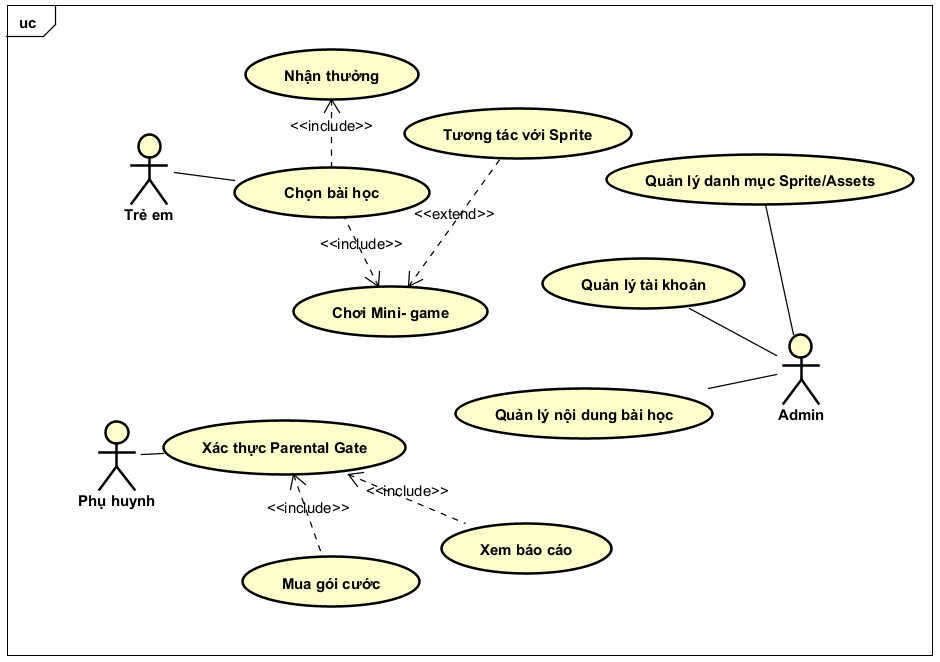 uc
Nhận thưởng
<<include>>
Tương tác với Sprite
Trẻ em
Chọn bài học
Quản lý danh mục Sprite/Assets
<<extend>>
<<include>>
Chơi Mini- game
Quản lý tài khoản
Admin
Quản lý nội dung bài học
Xác thực Parental Gate
Phụ huynh
<<include>>
<<include>>
Xem báo cáo
Mua gói cước